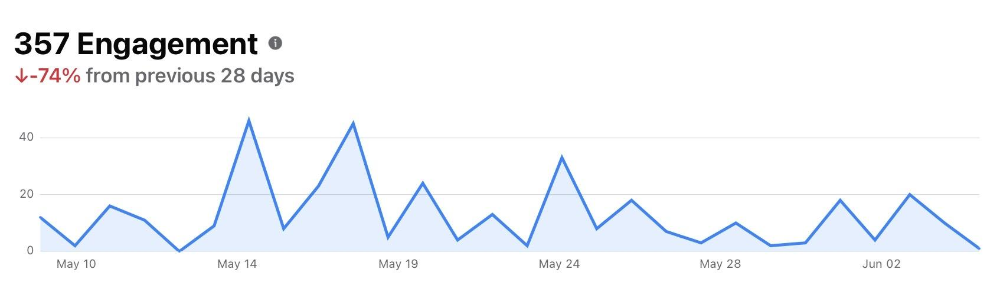 357 Engagement
↓-74% from previous 28 days
40
20
0
May 10 May 14 May 19 May 24 May 28 Jun 02